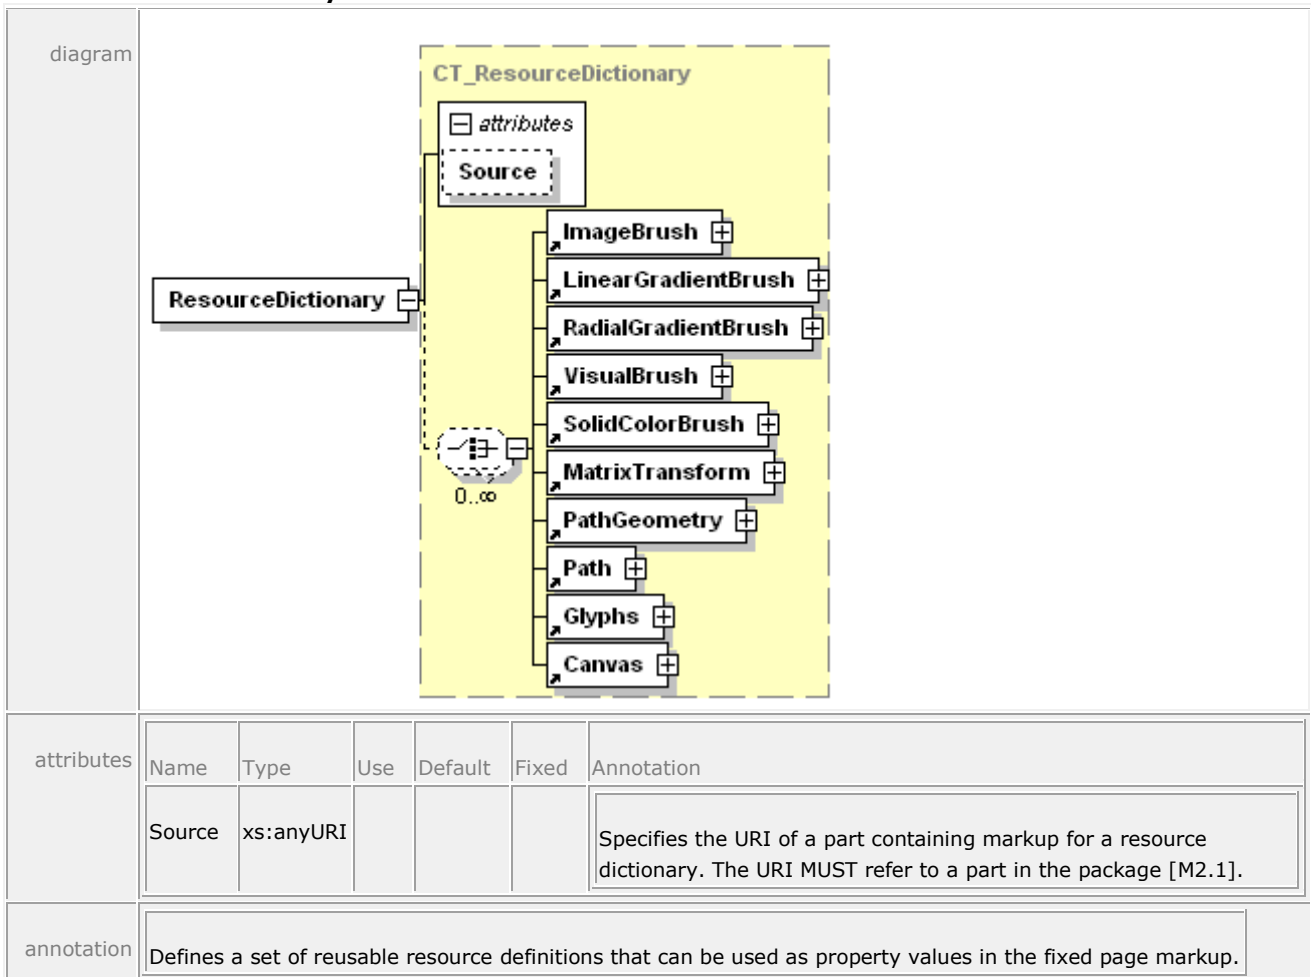 diagram
CT_ResourceDictionary
attributes
Source
ResourceDictionary
ImageBrush
LinearGradientBrush
RadialGradientBrush
VisualBrush
SolidColorBrush
MatrixTransform
PathGeometry
Path
Glyphs
Canvas
0..∞
attributes
Name Type Use Default Fixed Annotation
Source xs:anyURI Specifies the URI of a part containing markup for a resource
dictionary. The URI MUST refer to a part in the package [M2.1].
annotation
Defines a set of reusable resource definitions that can be used as property values in the fixed page markup.